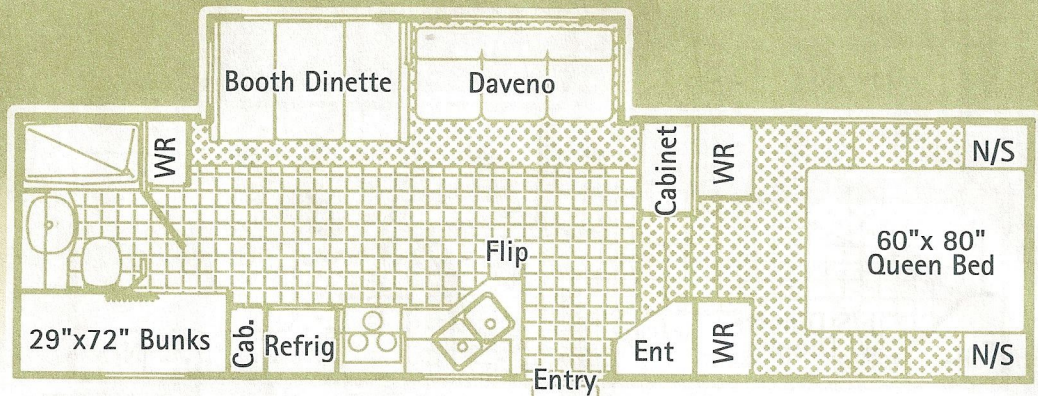 Booth Dinette
Daveno
WR
Cabinet
WR
N/S
Flip
60"x 80"
Queen Bed
29"x72" Bunks
Cab.
Refrig
Ent
WR
N/S
Entry